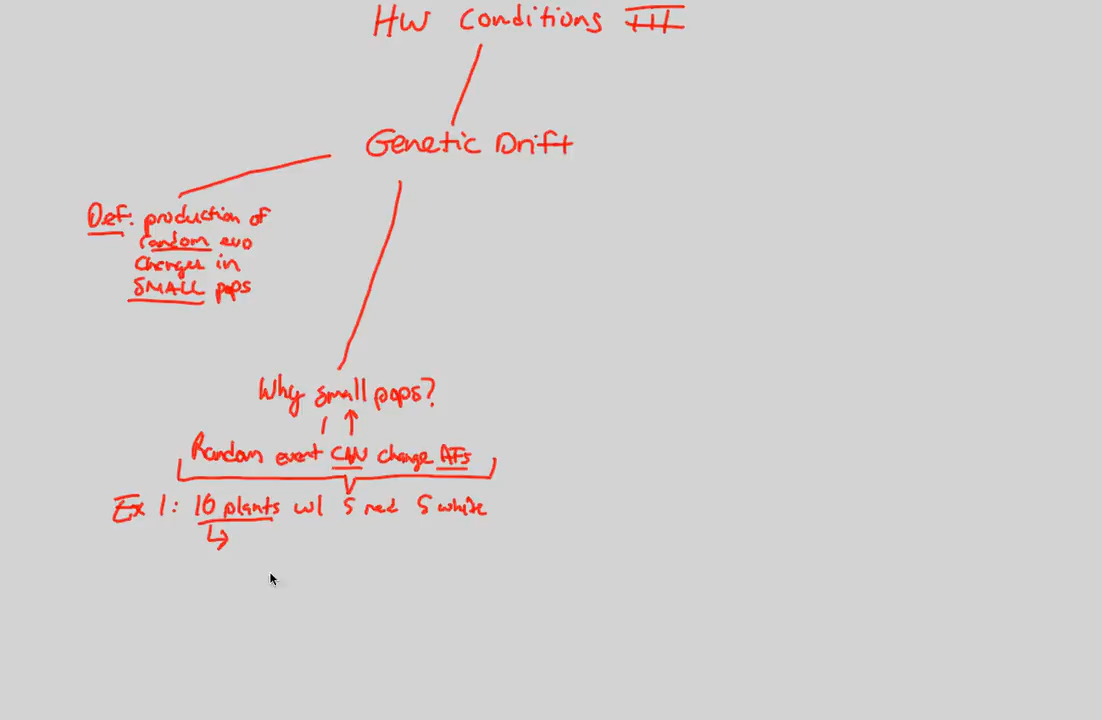 HW Conditions III
Genetic Drift
Def: production of
random evo
changes in
SMALL pops
Why small pops?
Random event CAN change AFs
Ex 1: 10 plants w/ 5 red 5 white